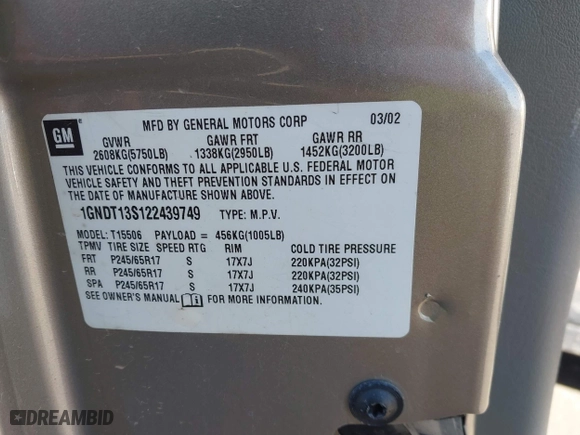 GM
®
MFD BY GENERAL MOTORS CORP 03/02
GVWR GAWR FRT GAWR RR
2608KG(5750LB) 1338KG(2950LB) 1452KG(3200LB)
THIS VEHICLE CONFORMS TO ALL APPLICABLE U.S. FEDERAL MOTOR
VEHICLE SAFETY AND THEFT PREVENTION STANDARDS IN EFFECT ON
THE DATE OF MANUFACTURE SHOWN ABOVE.
1GNDT13S122439749 TYPE: M.P.V.
MODEL: T15506 PAYLOAD = 456KG(1005LB)
TPMV TIRE SIZE SPEED RTG RIM COLD TIRE PRESSURE
FRT P245/65R17 S 17X7J 220KPA(32PSI)
RR P245/65R17 S 17X7J 220KPA(32PSI)
SPA P245/65R17 S 17X7J 240KPA(35PSI)
SEE OWNER'S MANUAL FOR MORE INFORMATION.
DREAMBID